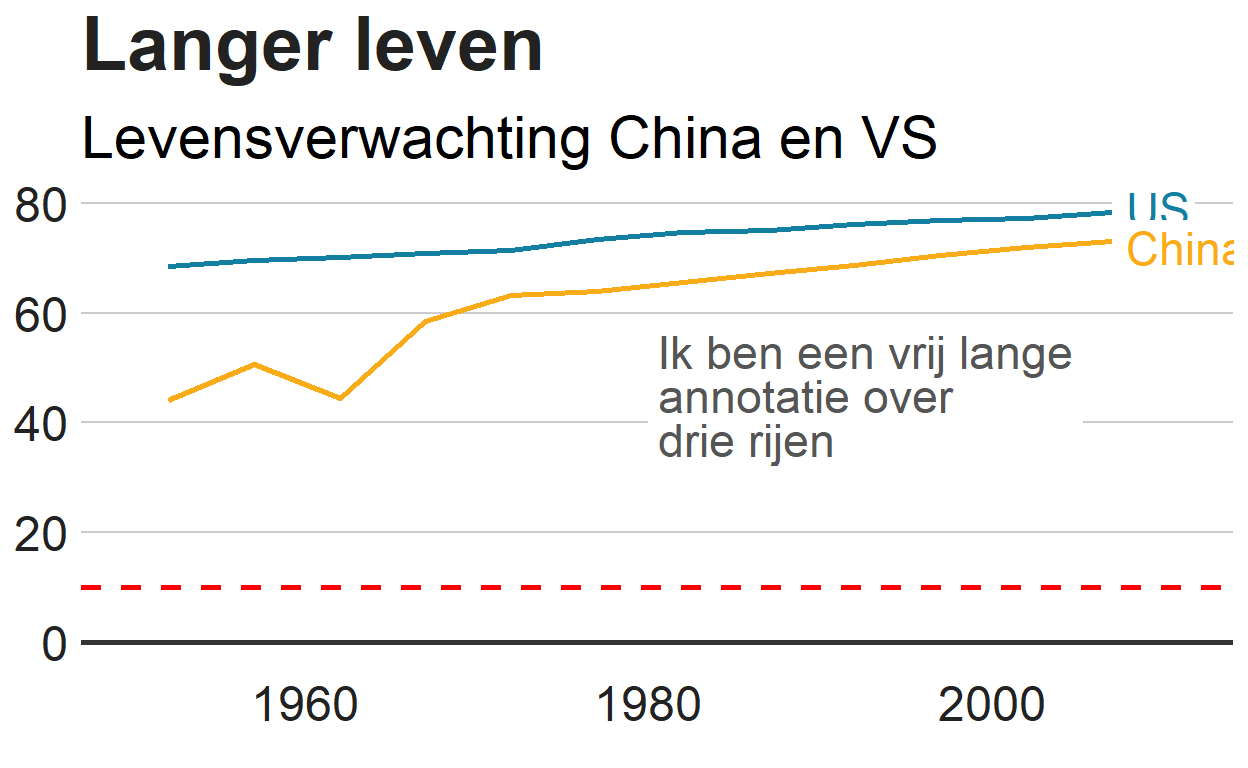 Langer leven
Levensverwachting China en VS
80
US
China
60
Ik ben een vrij lange
annotatie over
40
drie rijen
20
0
1960 1980 2000